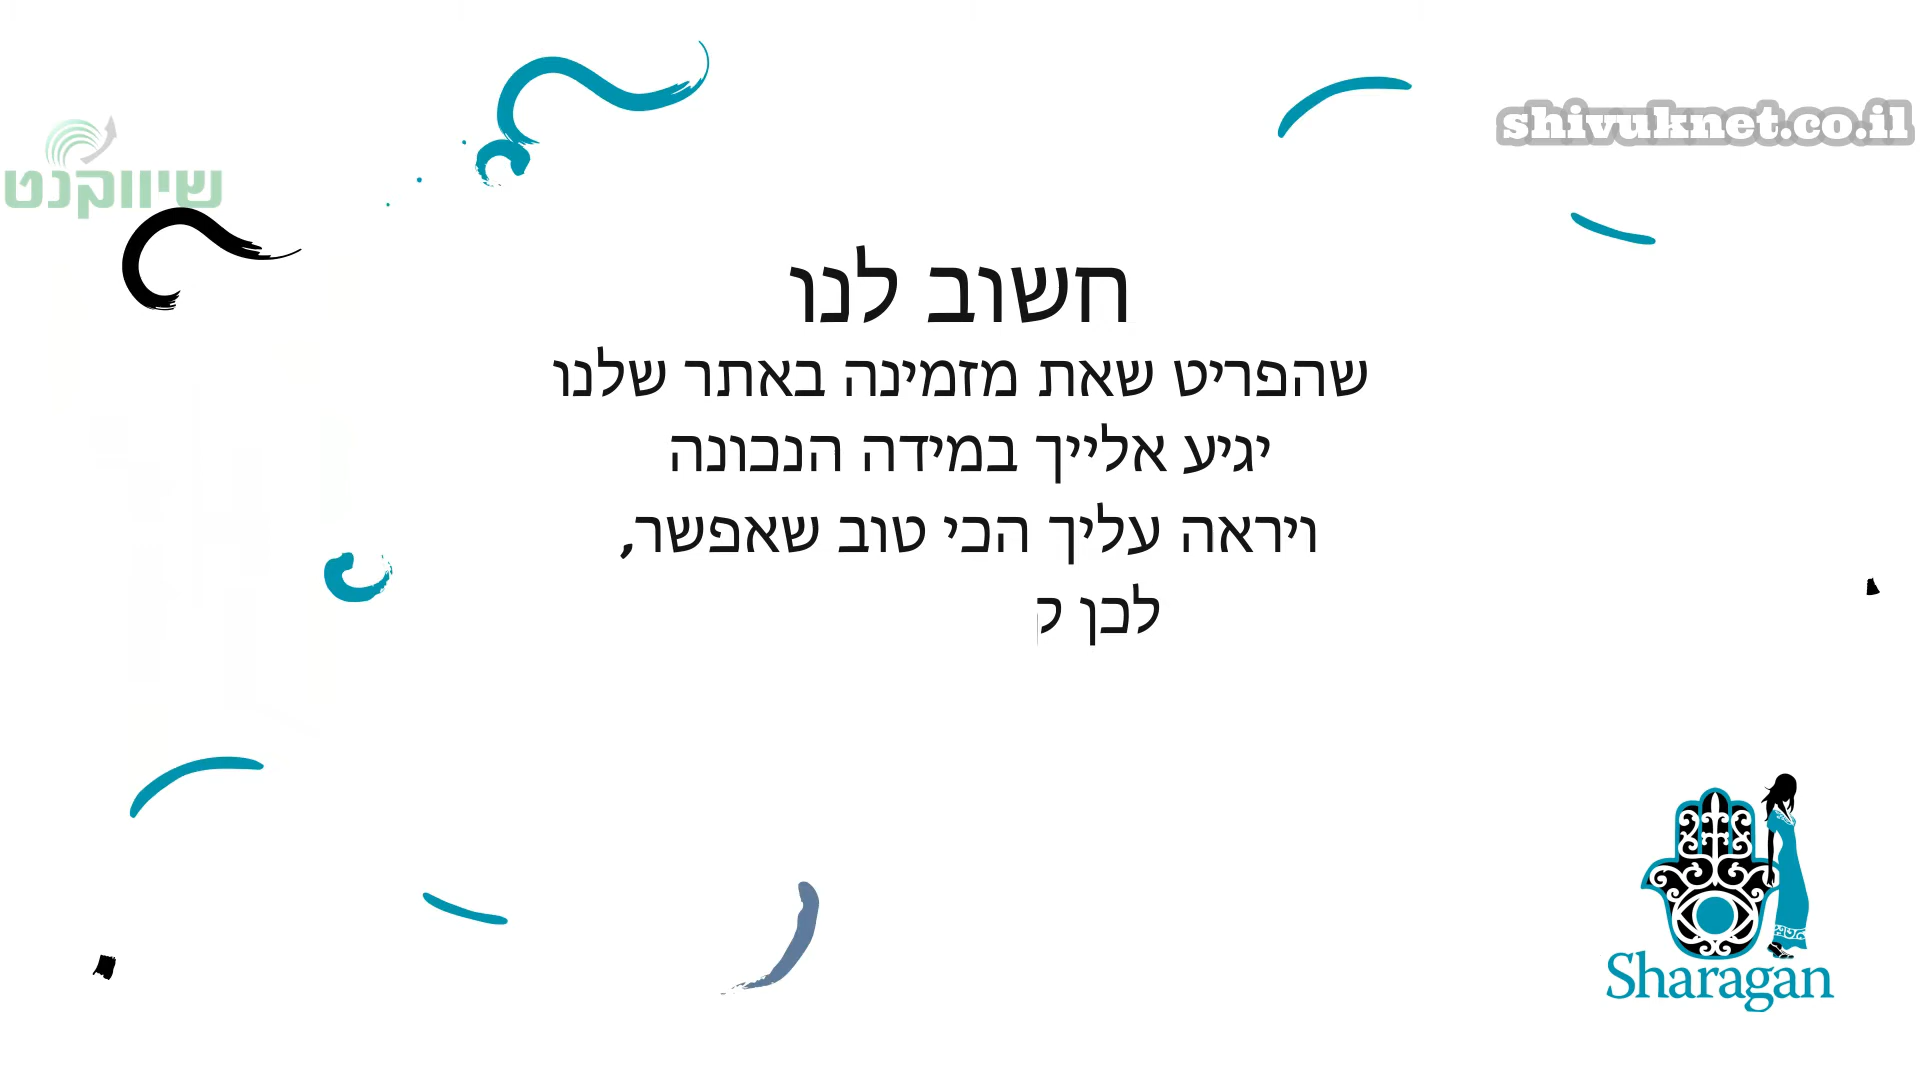 shivuknet.co.il
שיווקנט
חשוב לנו
שהפריט שאת מזמינה באתר שלנו
יגיע אלייך במידה הנכונה
ויראה עליך הכי טוב שאפשר,
לכן
Sharagan